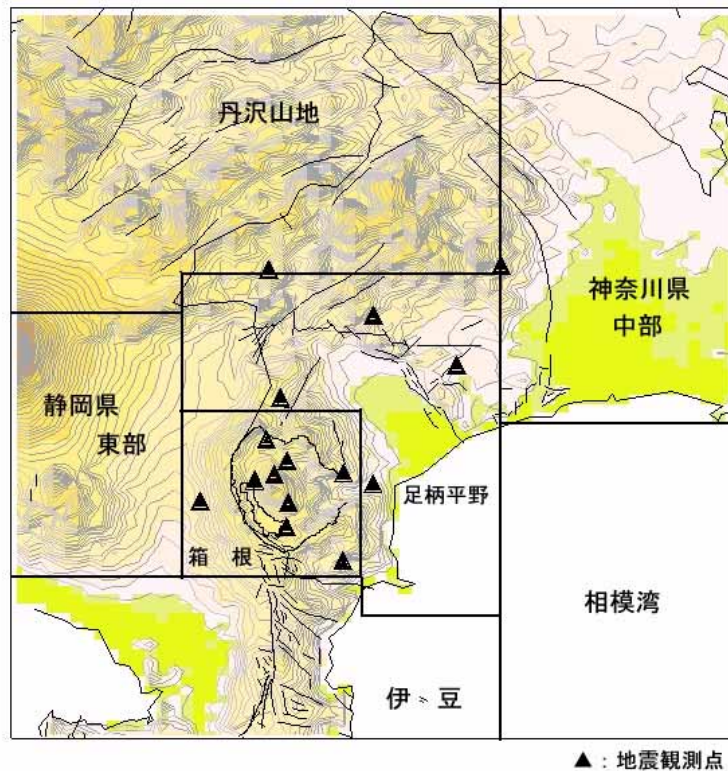 丹沢山地
神奈川県
中部
静岡県
東部
足柄平野
箱 根
相模湾
伊 豆
▲:地震観測点